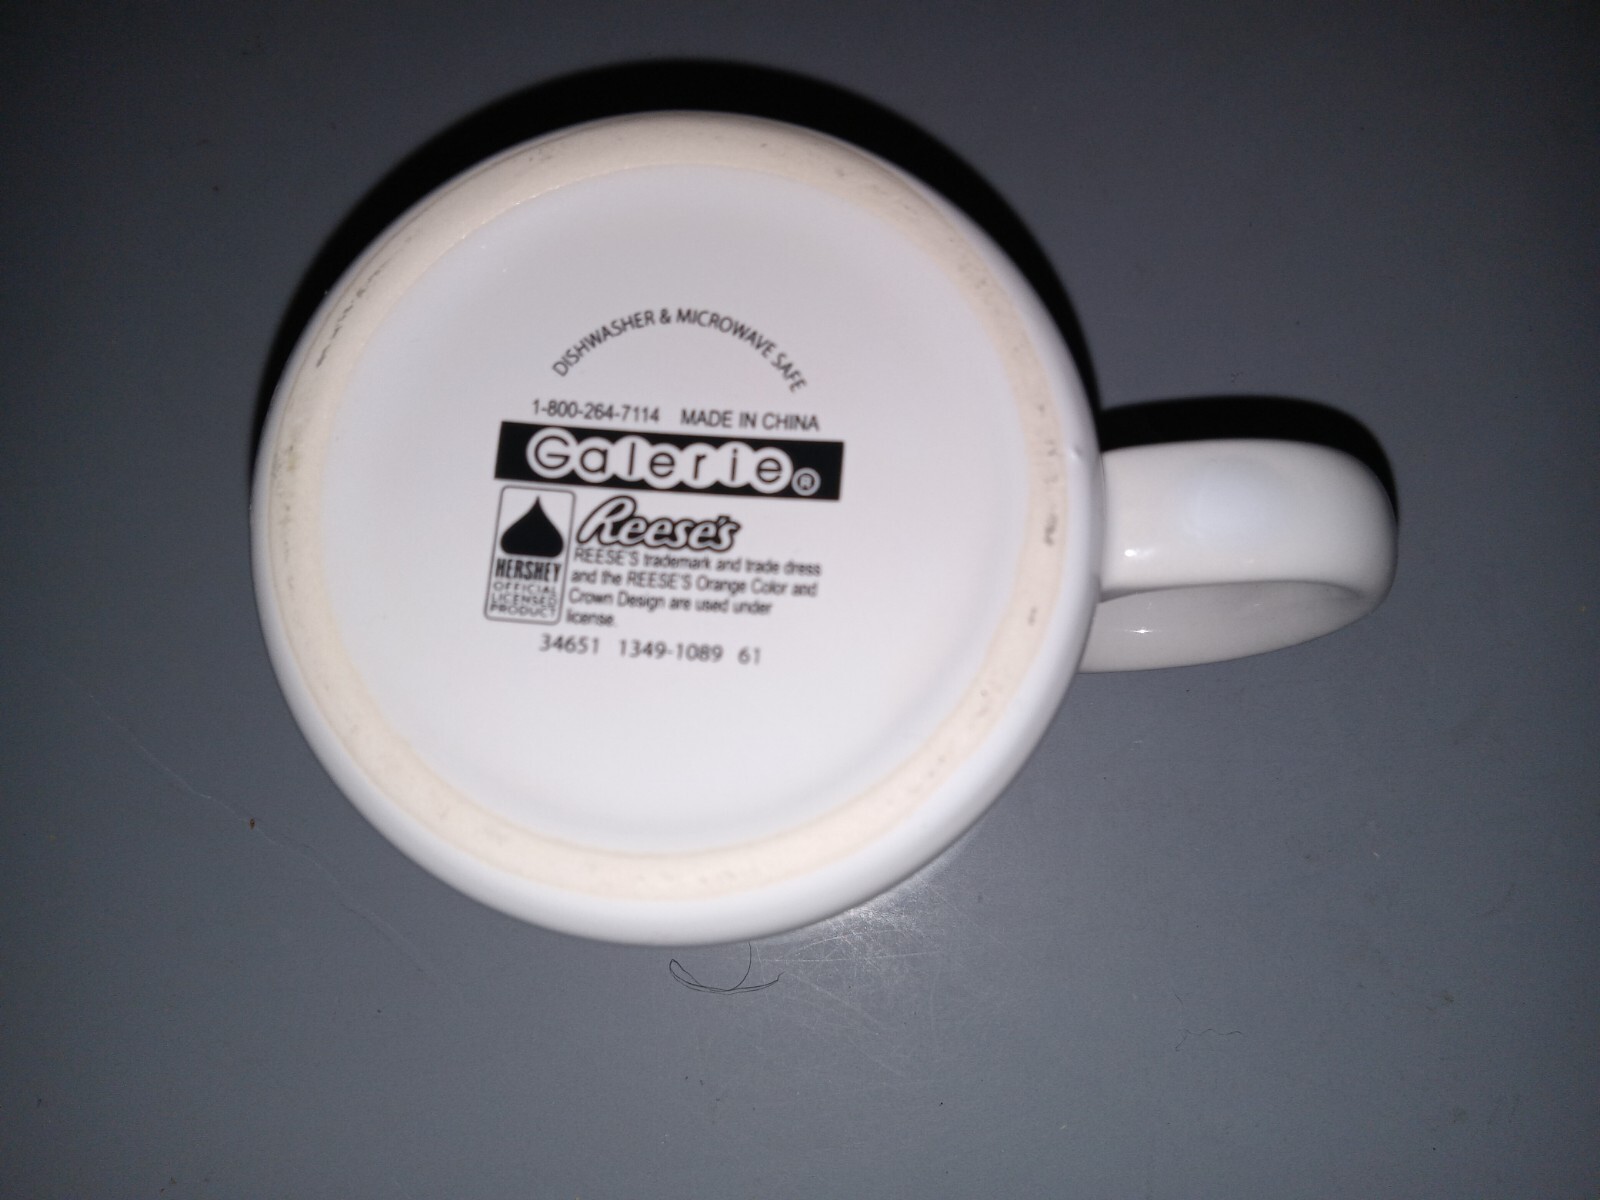 DISHWASHER & MICROWAVE SAFE
1-800-264-7114 MADE IN CHINA
Galerie®
Reese's
HERSHEY
OFFICIAL
LICENSED
PRODUCT
REESE'S trademark and trade dress
and the REESE'S Orange Color and
Crown Design are used under
license.
34651 1349-1089 61